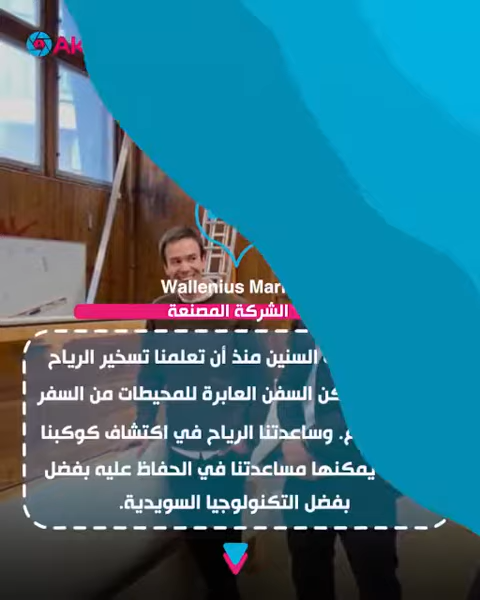 Ak
Wallenius Mari
الشركة المصنعة
السنين منذ أن تعلمنا تسخير الرياح
السفن العابرة للمحيطات من السفر
وساعدتنا الرياح في اكتشاف كوكبنا
يمكنها مساعدتنا في الحفاظ عليه بفضل
بفضل التكنولوجيا السويدية.